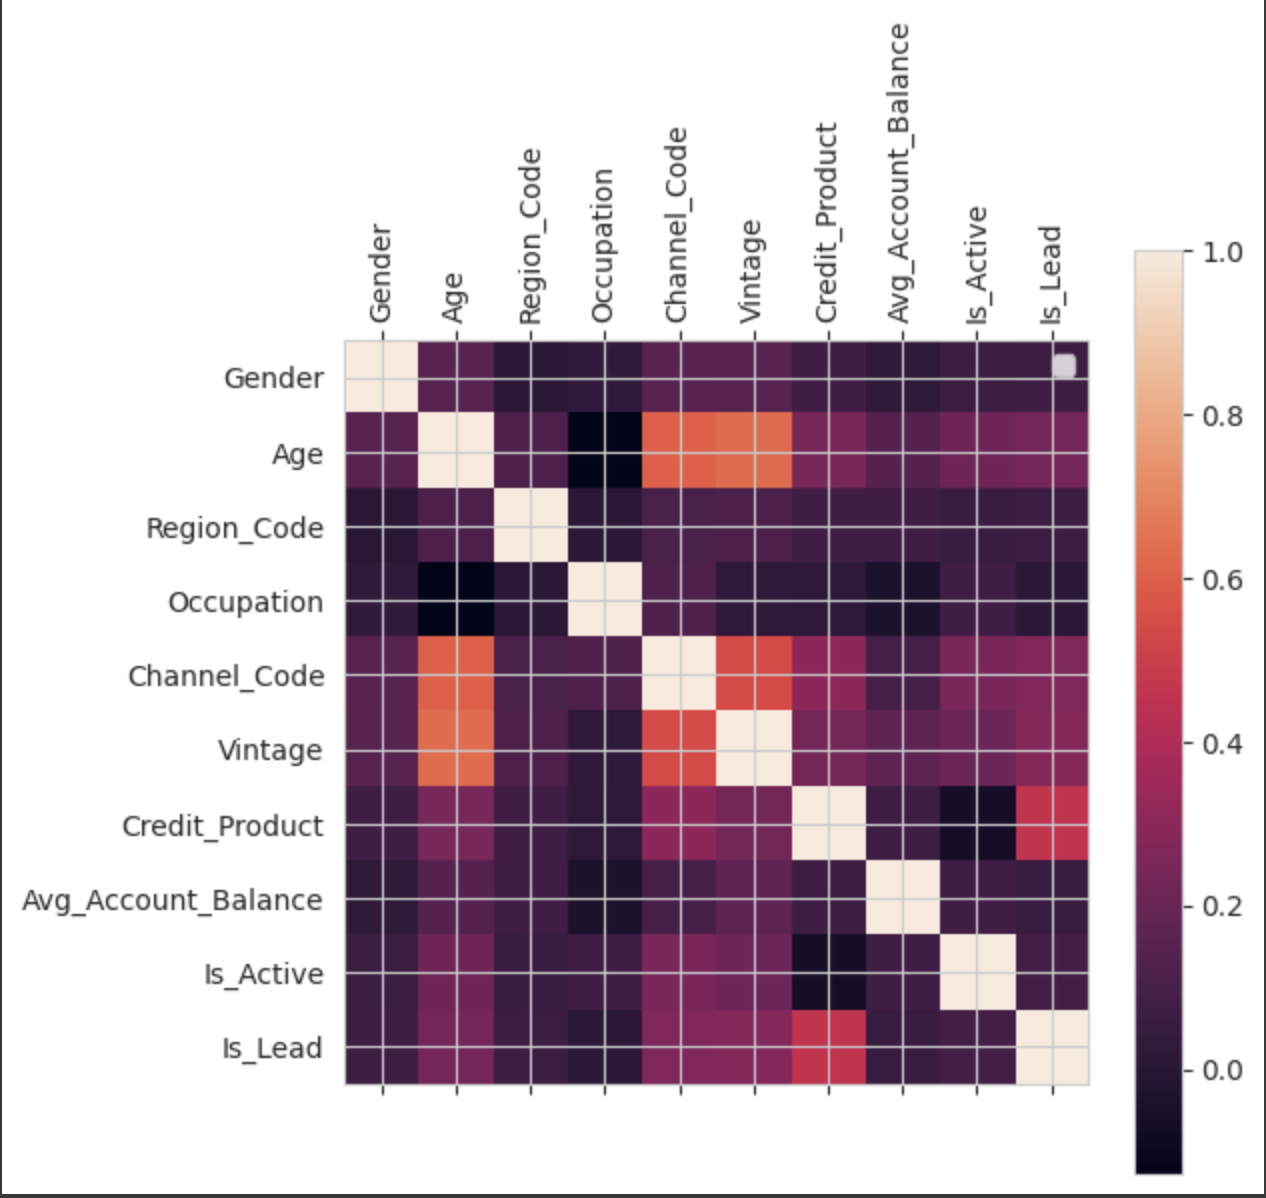 Gender
Age
Region_Code
Occupation
Channel_Code
Vintage
Credit_Product
Avg_Account_Balance
Is_Active
Is_Lead
Gender
Age
Region_Code
Occupation
Channel_Code
Vintage
Credit_Product
Avg_Account_Balance
Is_Active
Is_Lead
1.0
0.8
0.6
0.4
0.2
0.0